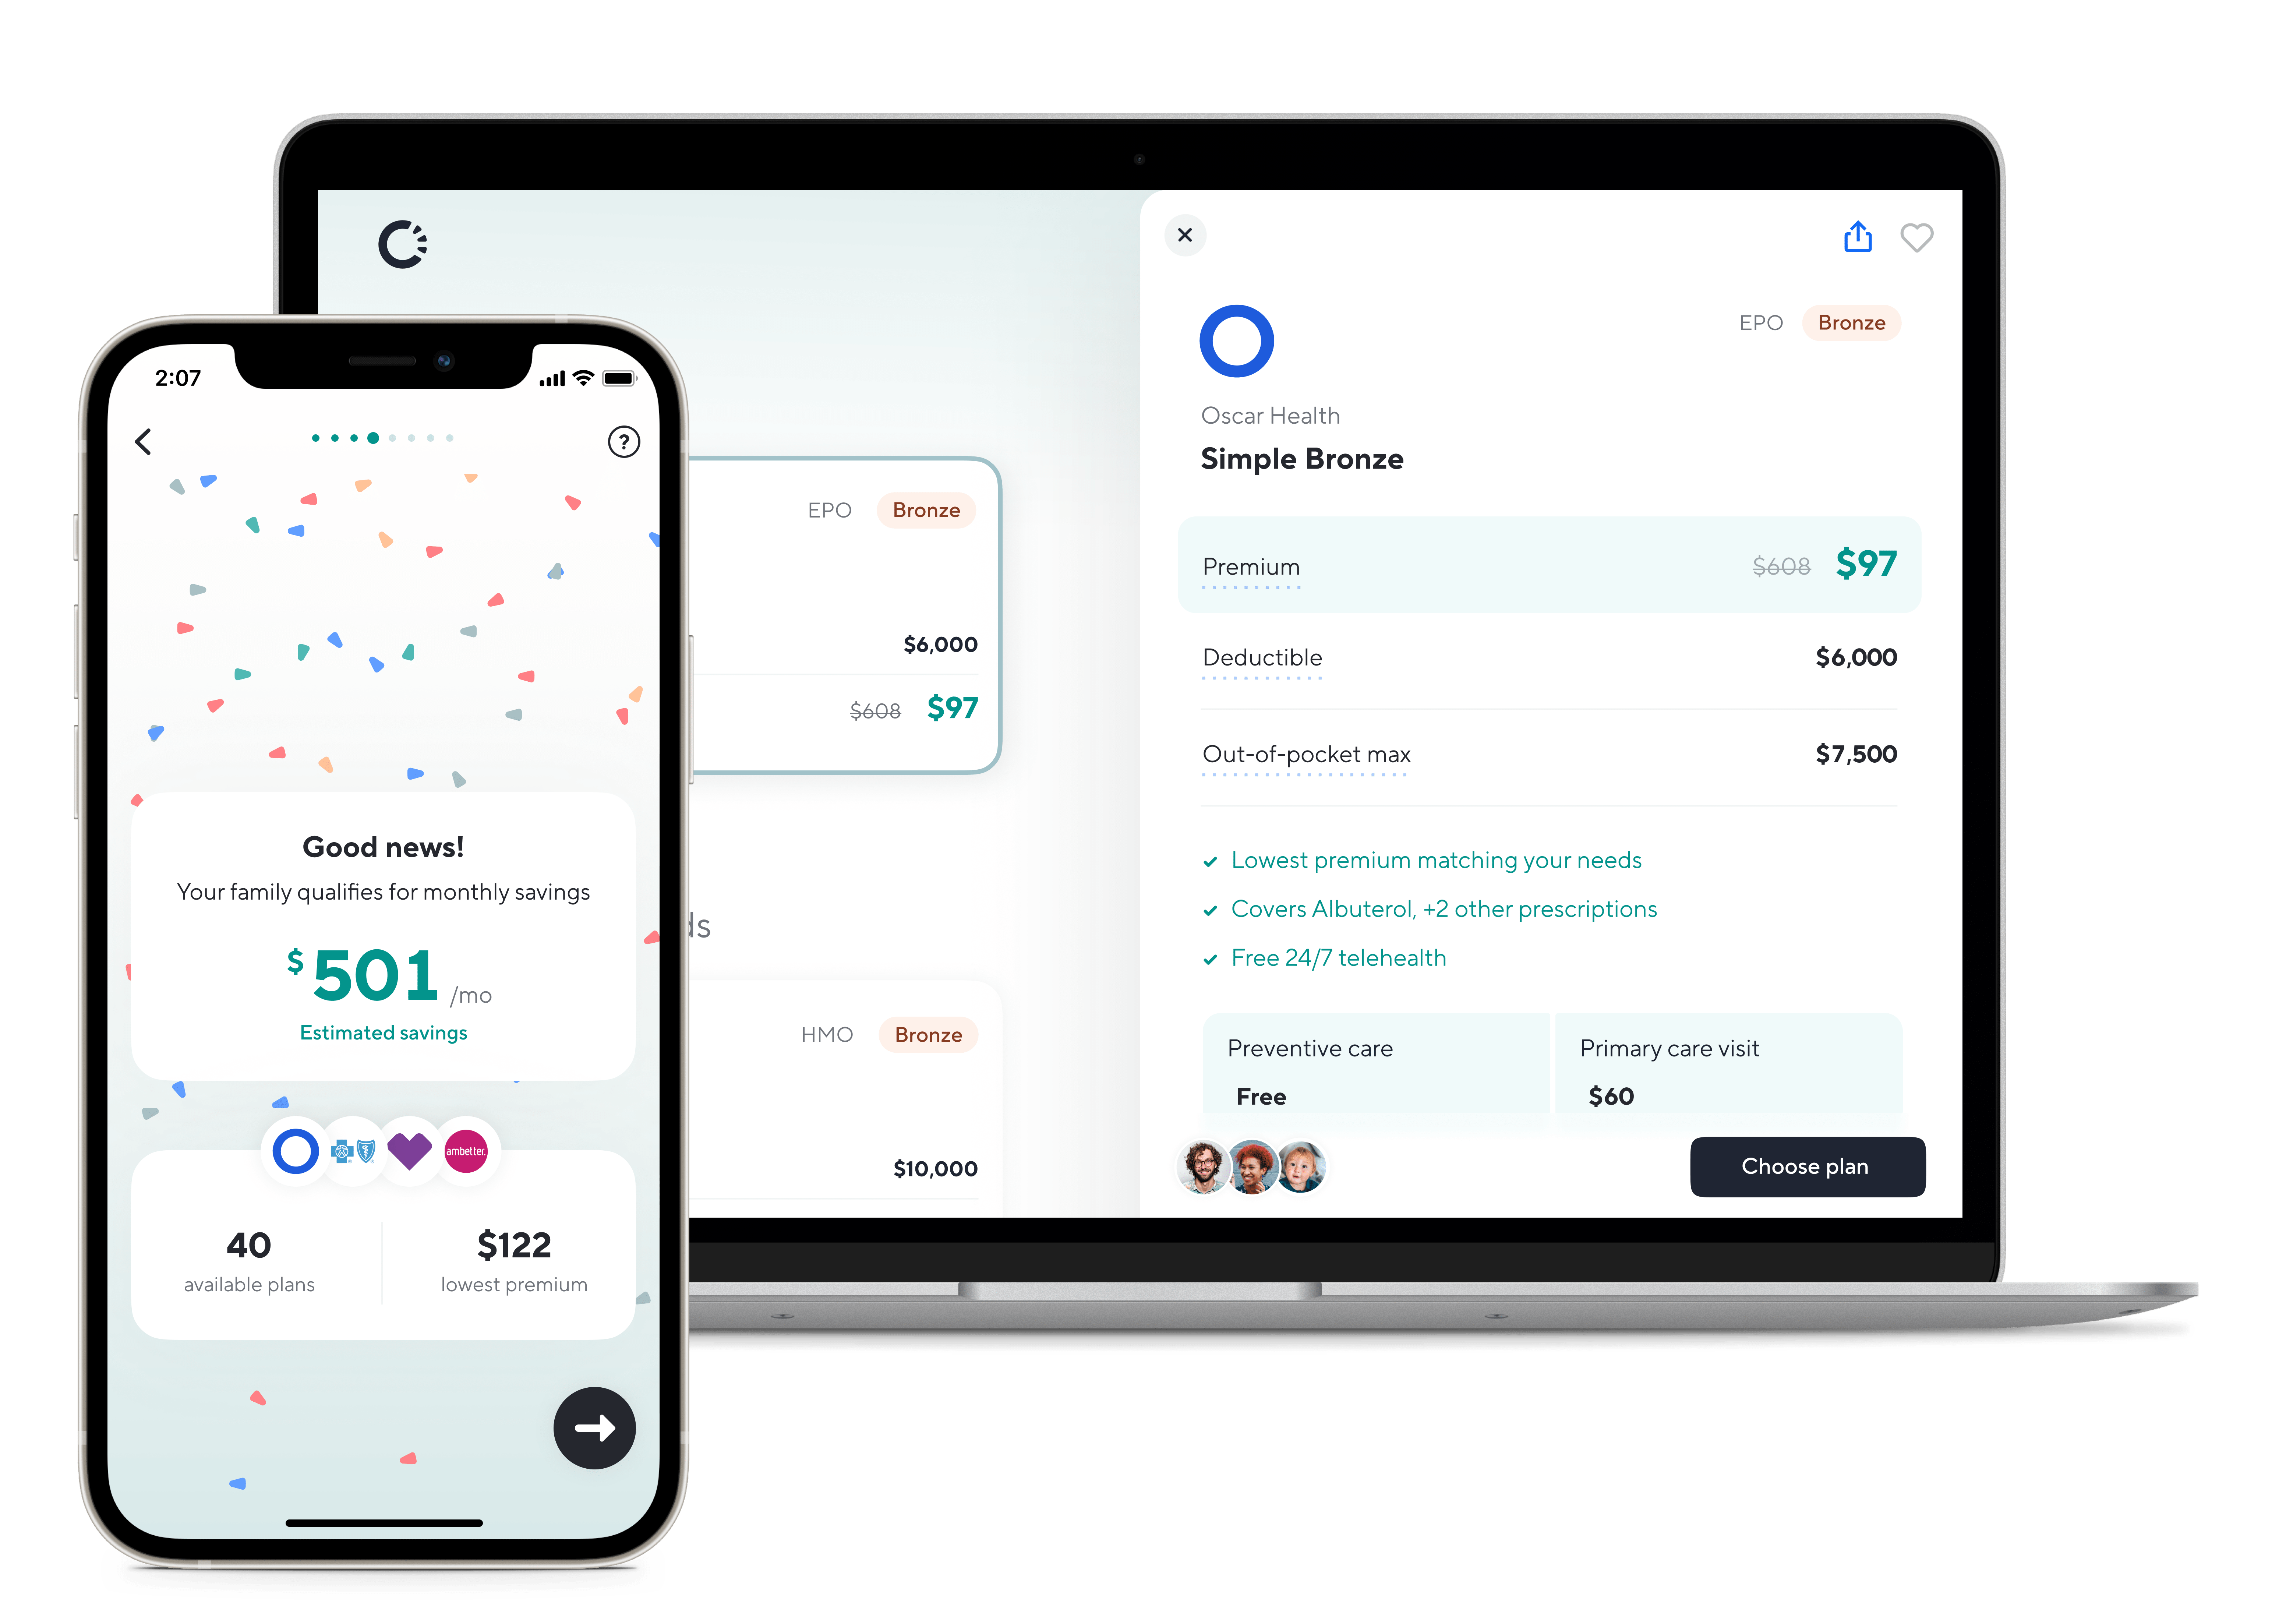 2:07
?
Good news!
Your family qualifies for monthly savings
$501 /mo
Estimated savings
ambetter.
40
available plans
$122
lowest premium
EPO Bronze
$6,000
$608 $97
ds
HMO Bronze
$10,000
EPO Bronze
Oscar Health
Simple Bronze
Premium $608 $97
Deductible $6,000
Out-of-pocket max $7,500
Lowest premium matching your needs
Covers Albuterol, +2 other prescriptions
Free 24/7 telehealth
Preventive care
Free
Primary care visit
$60
Choose plan